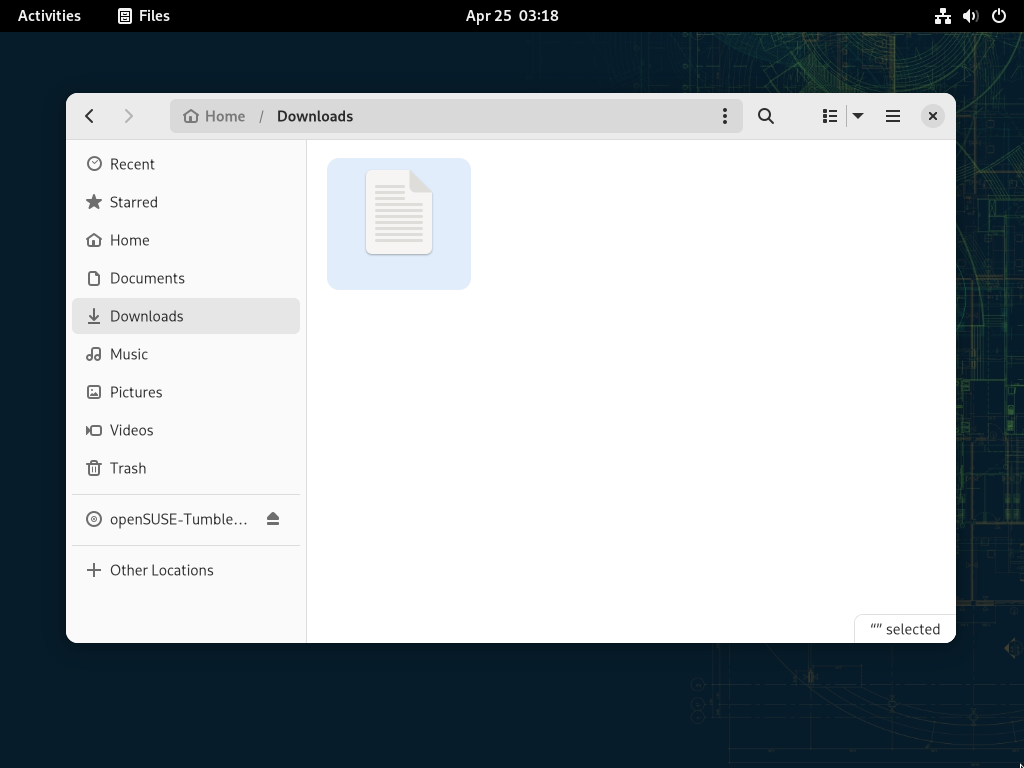 Activities
Files
Apr 25 03:18
Home / Downloads
Recent
Starred
Home
Documents
Downloads
Music
Pictures
Videos
Trash
openSUSE-Tumble…
Other Locations
“” selected